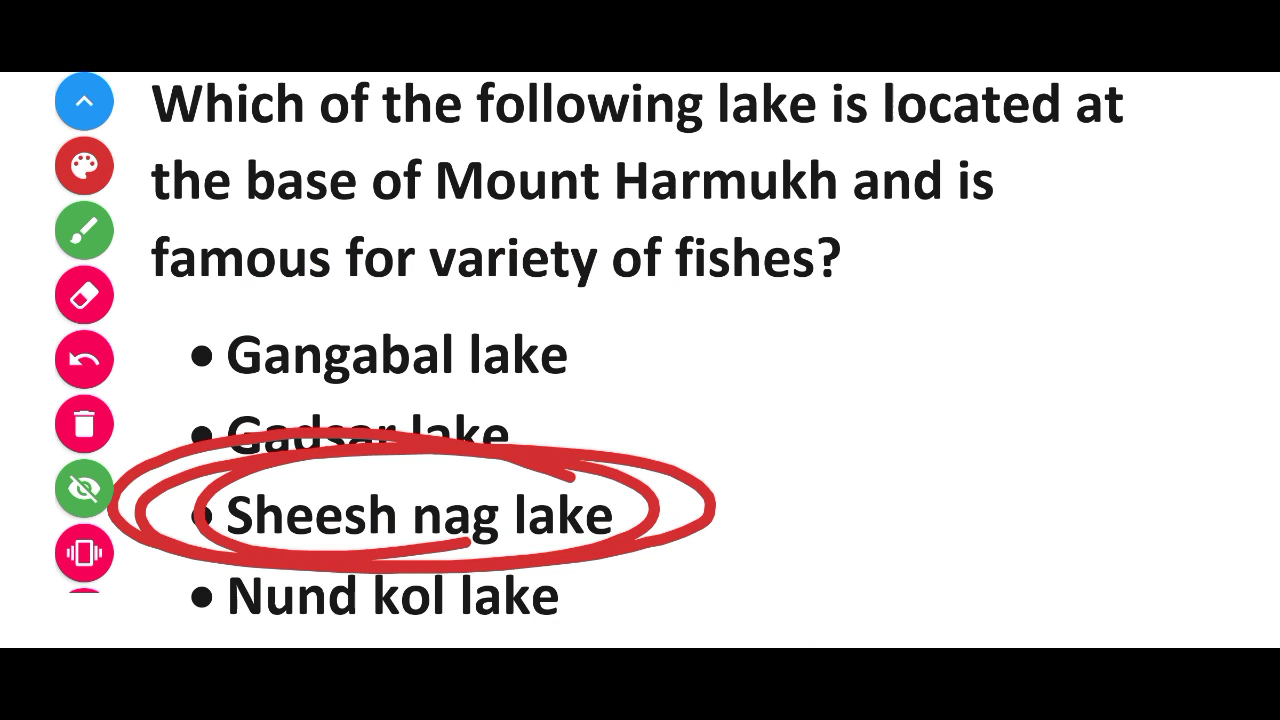 Which of the following lake is located at
the base of Mount Harmukh and is
famous for variety of fishes?
• Gangabal lake
• Gadsar lake
• Sheesh nag lake
• Nund kol lake